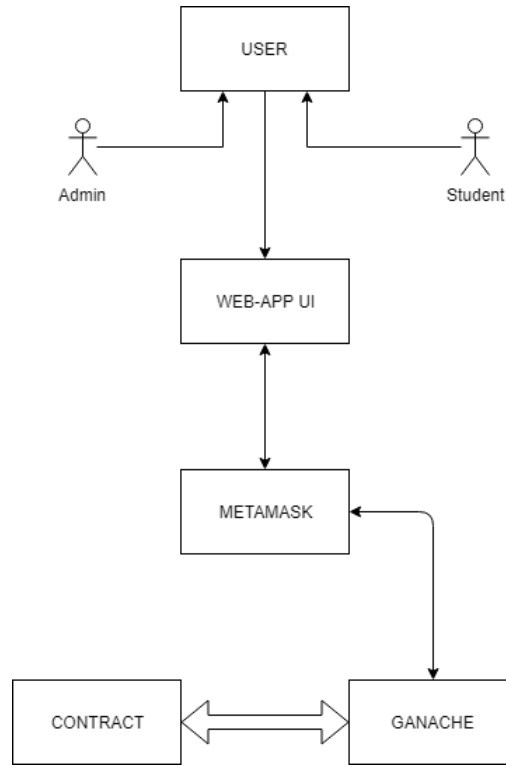 USER
Admin
Student
WEB-APP UI
METAMASK
CONTRACT
GANACHE